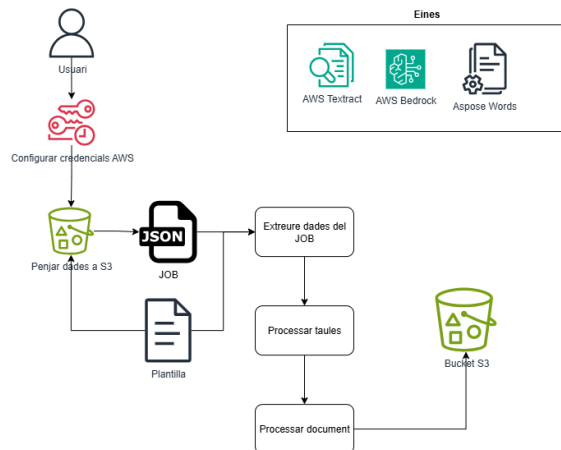 Eines
Usuari
AWS Textract
AWS Bedrock
Aspose Words
Configurar credencials AWS
Penjar dades a S3
JSON
JOB
Extreure dades del
JOB
Processar taules
Plantilla
Bucket S3
Processar document